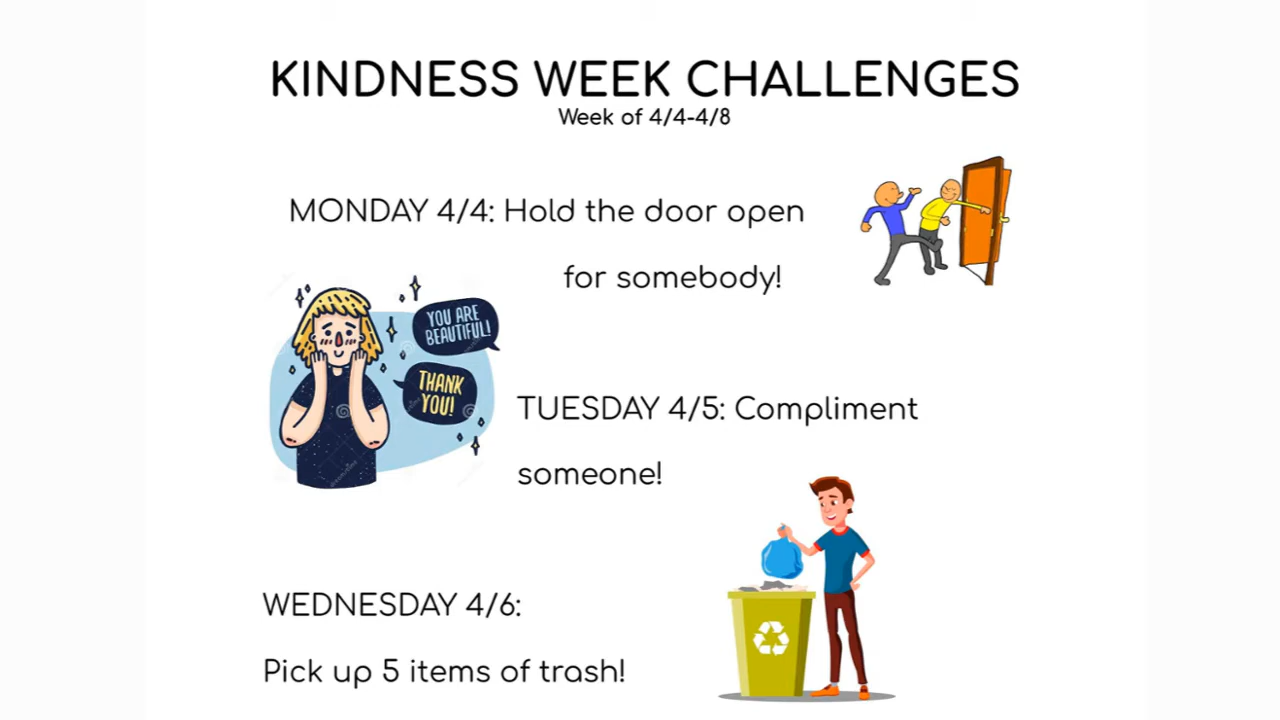 KINDNESS WEEK CHALLENGES
Week of 4/4-4/8
MONDAY 4/4: Hold the door open
for somebody!
YOU ARE
BEAUTIFUL!
THANK
YOU!
TUESDAY 4/5: Compliment
someone!
WEDNESDAY 4/6:
Pick up 5 items of trash!